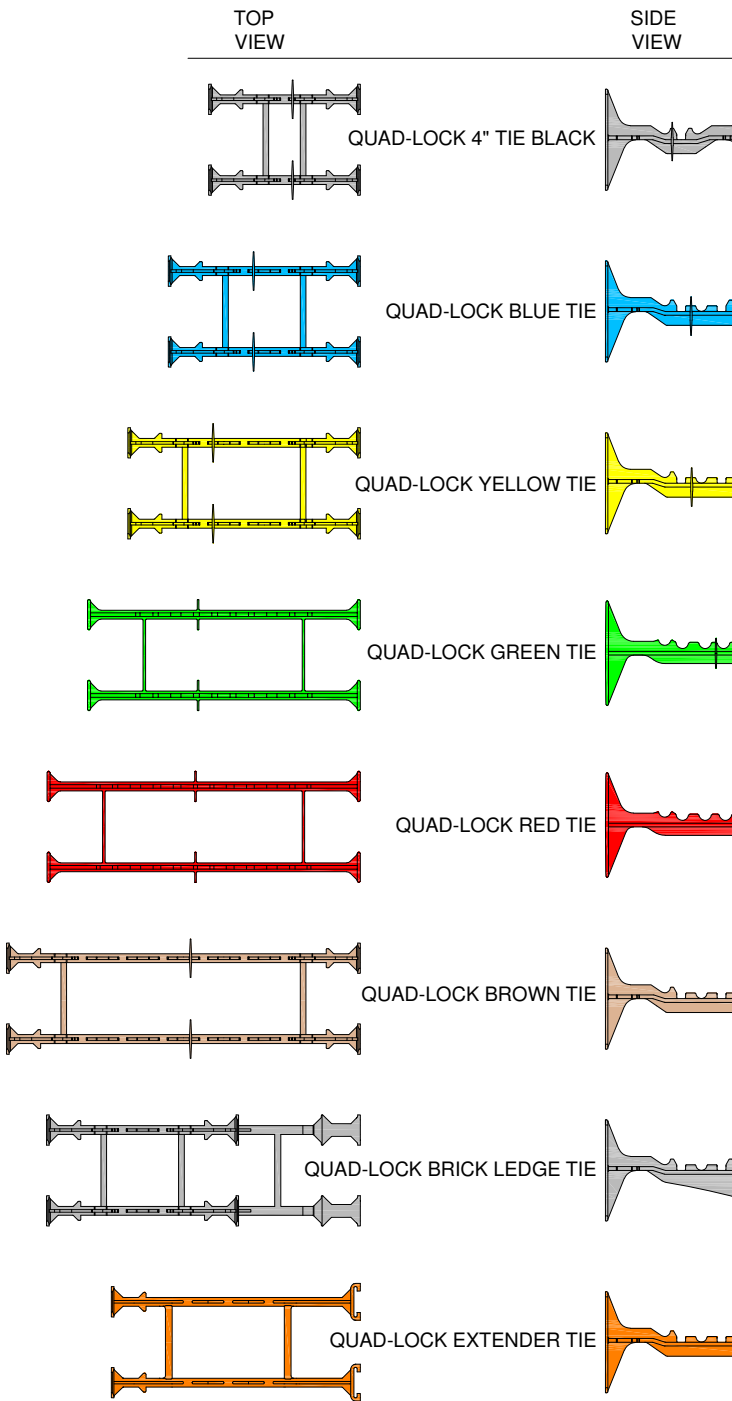 TOP
VIEW
SIDE
VIEW
QUAD-LOCK 4" TIE BLACK
QUAD-LOCK BLUE TIE
QUAD-LOCK YELLOW TIE
QUAD-LOCK GREEN TIE
QUAD-LOCK RED TIE
QUAD-LOCK BROWN TIE
QUAD-LOCK BRICK LEDGE TIE
QUAD-LOCK EXTENDER TIE